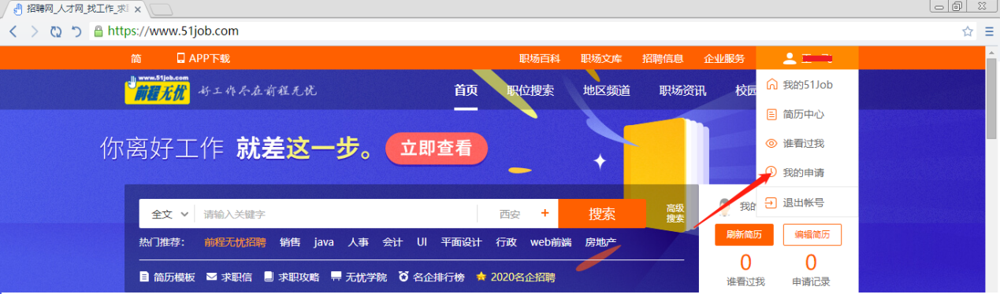 招聘网_人才网_找工作_求
https://www.51job.com
简 APP下载 职场百科 职场文库 招聘信息 企业服务
www.51job.com
前程无忧 好工作尽在前程无忧 首页 职位搜索 地区频道 职场资讯 校园
我的51Job
简历中心
谁看过我
我的申请
退出帐号
你离好工作 就差这一步。 立即查看
全文 请输入关键字 西安 + 搜索 高级
搜索
我的
热门推荐： 前程无忧招聘 销售 java 人事 会计 UI 平面设计 行政 web前端 房地产
刷新简历 编辑简历
0 0
谁看过我 申请记录
简历模板 求职信 求职攻略 无忧学院 名企排行榜 2020名企招聘